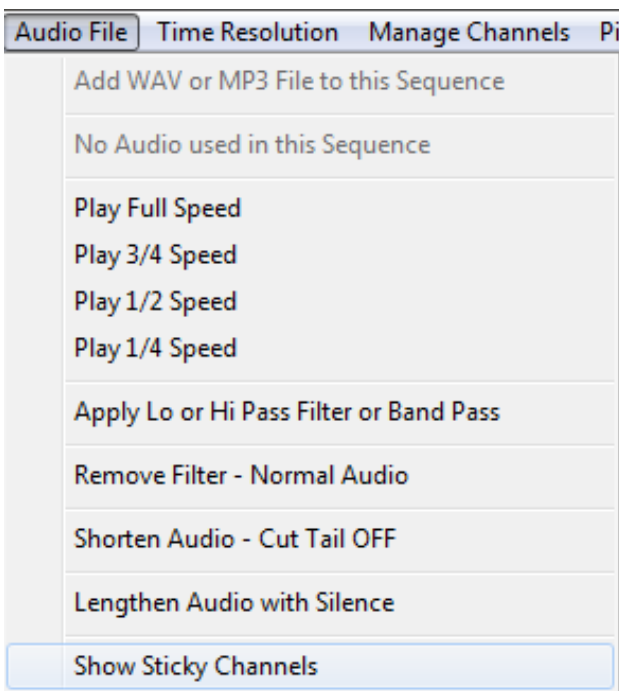 Audio File Time Resolution Manage Channels
Add WAV or MP3 File to this Sequence
No Audio used in this Sequence
Play Full Speed
Play 3/4 Speed
Play 1/2 Speed
Play 1/4 Speed
Apply Lo or Hi Pass Filter or Band Pass
Remove Filter - Normal Audio
Shorten Audio - Cut Tail OFF
Lengthen Audio with Silence
Show Sticky Channels